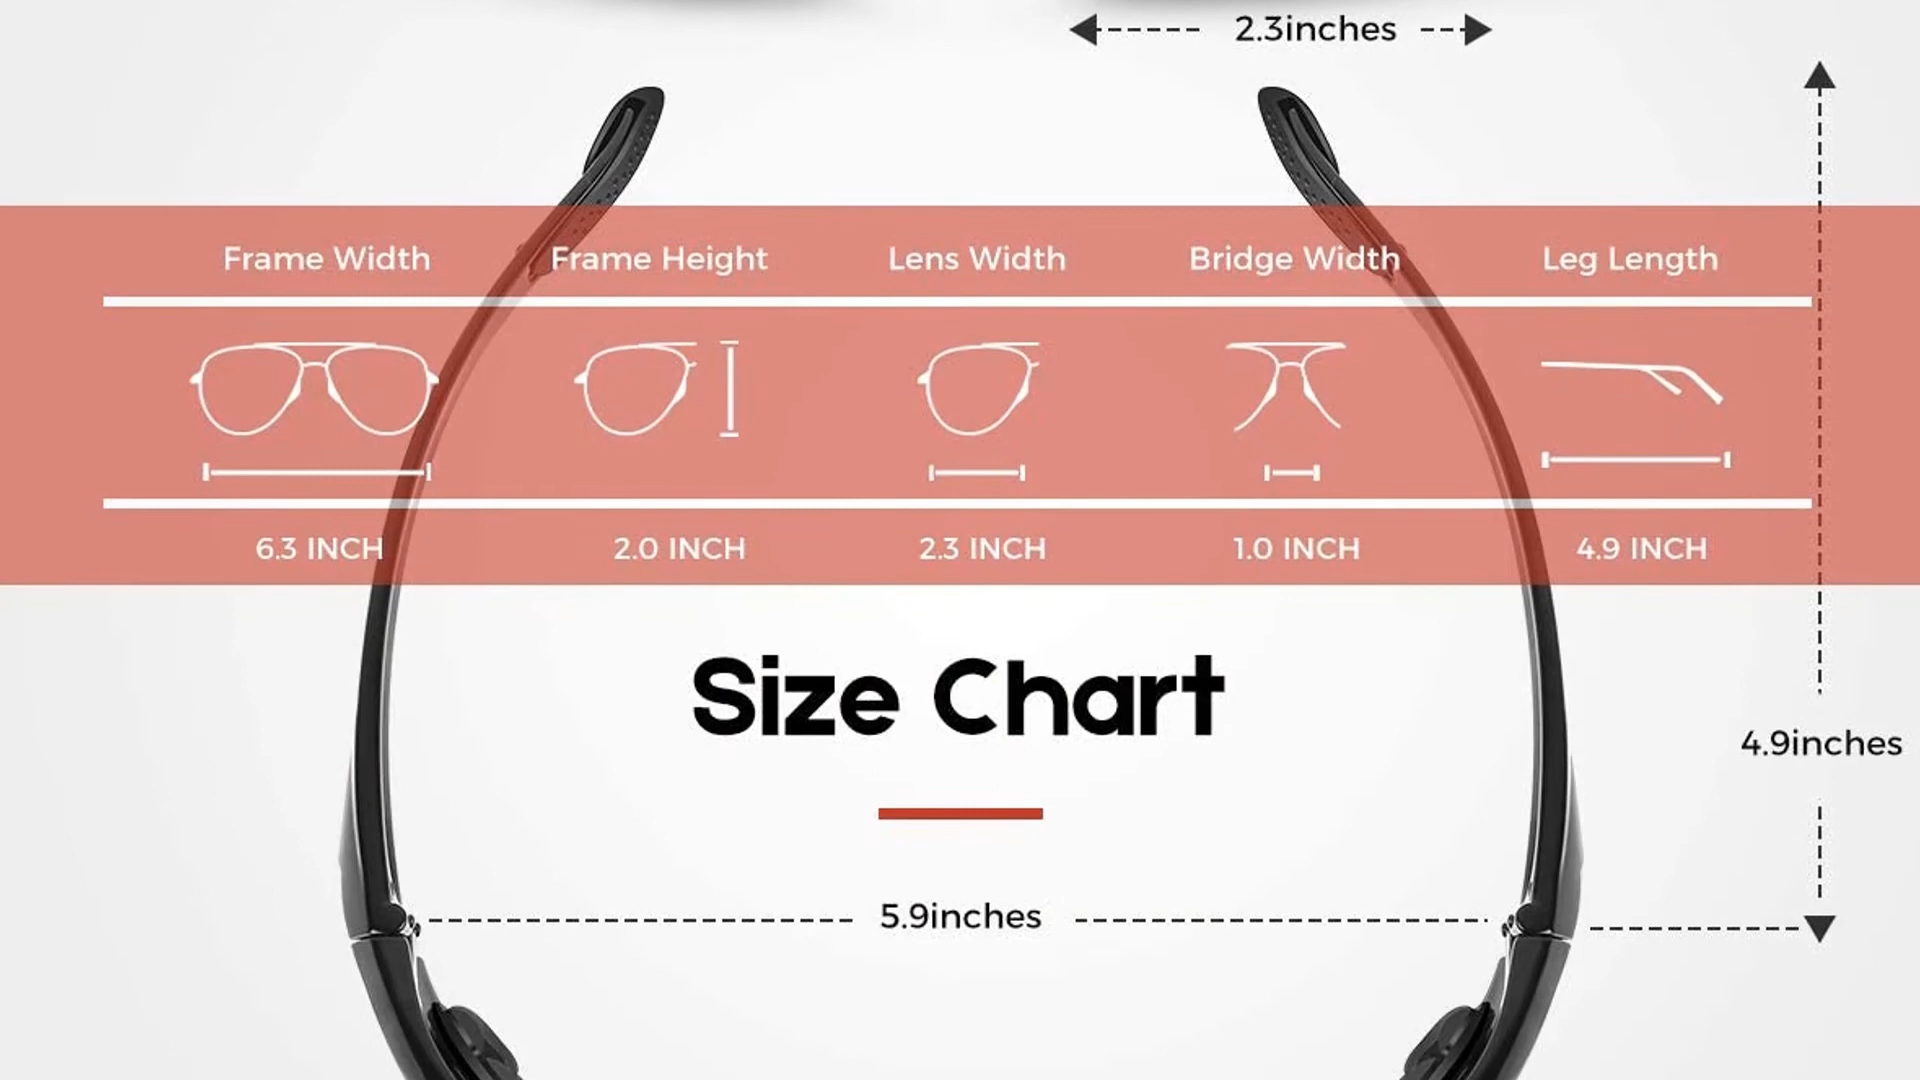 2.3inches
Frame Width Frame Height Lens Width Bridge Width Leg Length
6.3 INCH 2.0 INCH 2.3 INCH 1.0 INCH 4.9 INCH
Size Chart
4.9inches
5.9inches